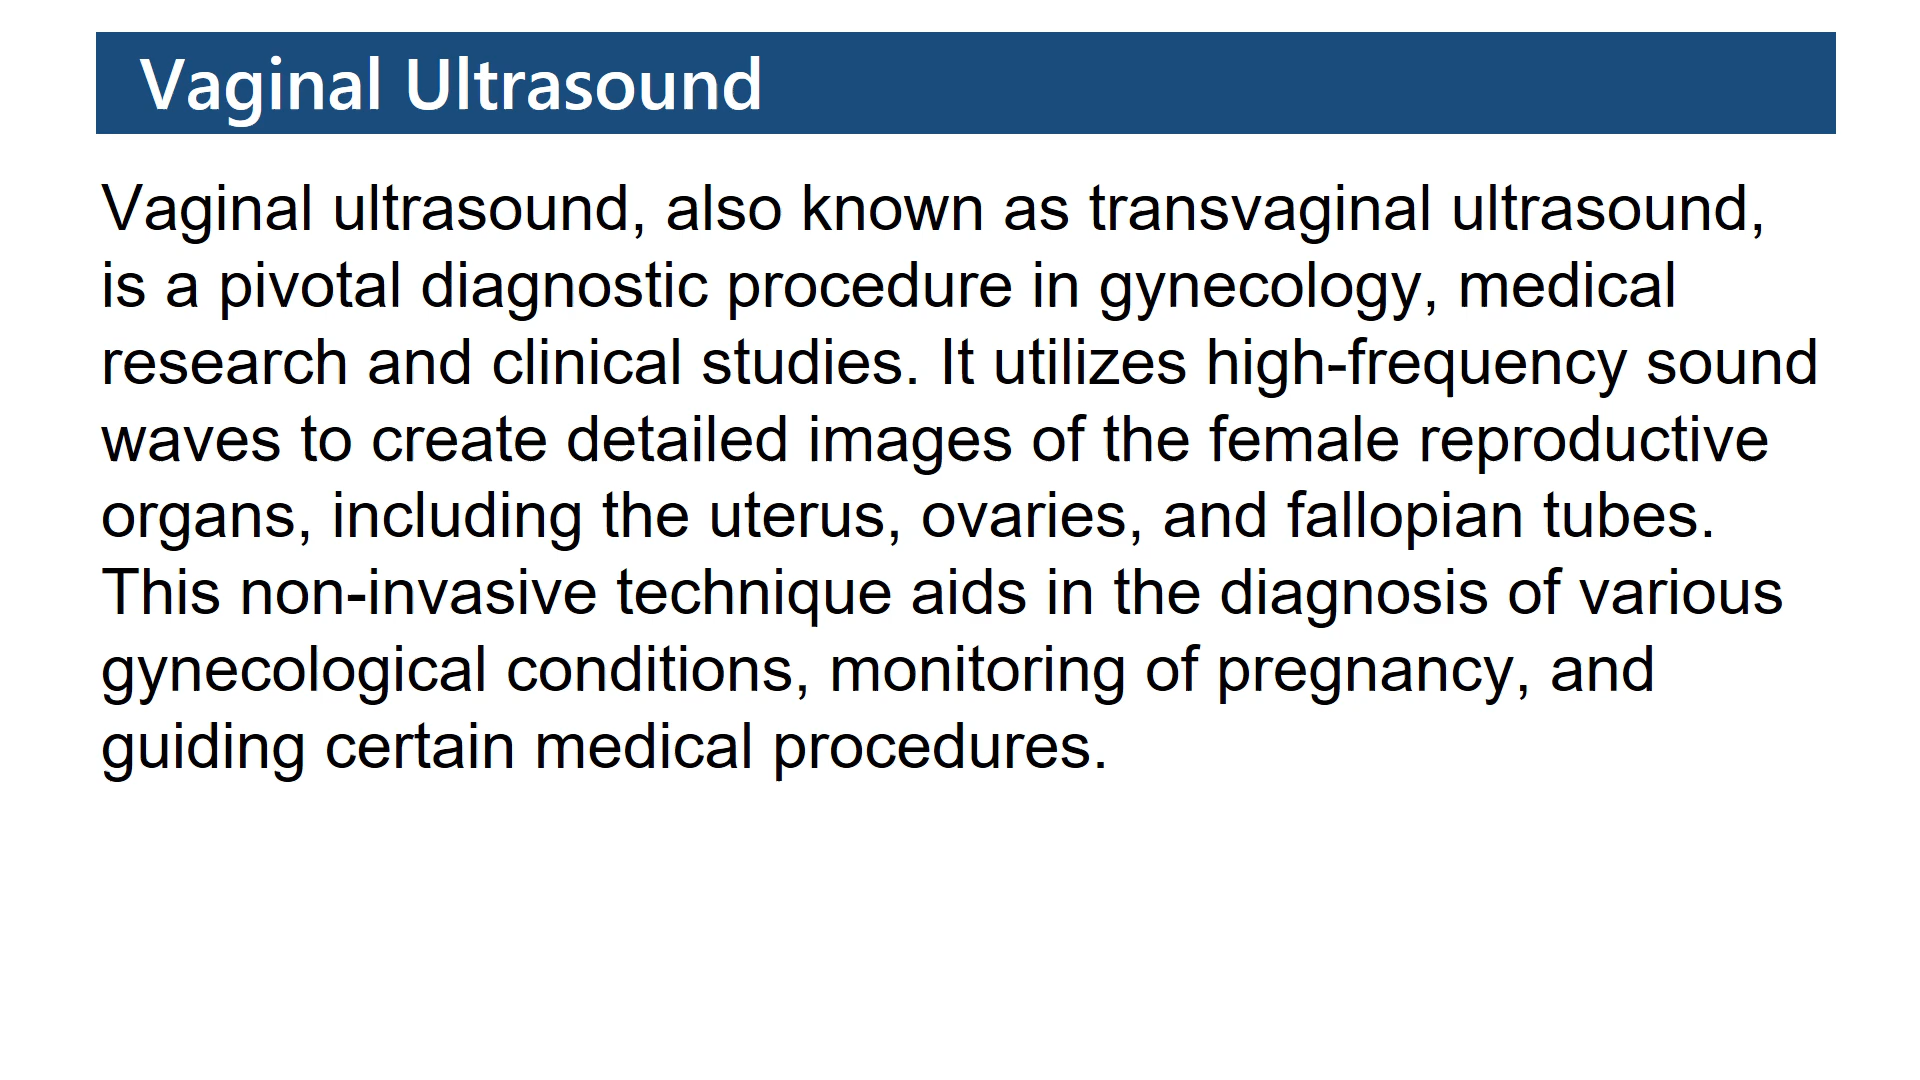 Vaginal Ultrasound
Vaginal ultrasound, also known as transvaginal ultrasound,
is a pivotal diagnostic procedure in gynecology, medical
research and clinical studies. It utilizes high-frequency sound
waves to create detailed images of the female reproductive
organs, including the uterus, ovaries, and fallopian tubes.
This non-invasive technique aids in the diagnosis of various
gynecological conditions, monitoring of pregnancy, and
guiding certain medical procedures.